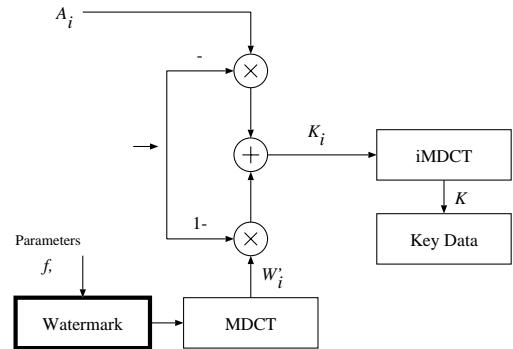 A_i
-
×
K_i
+
iMDCT
K
1-
×
Key Data
Parameters
f,
W'_i
Watermark
MDCT